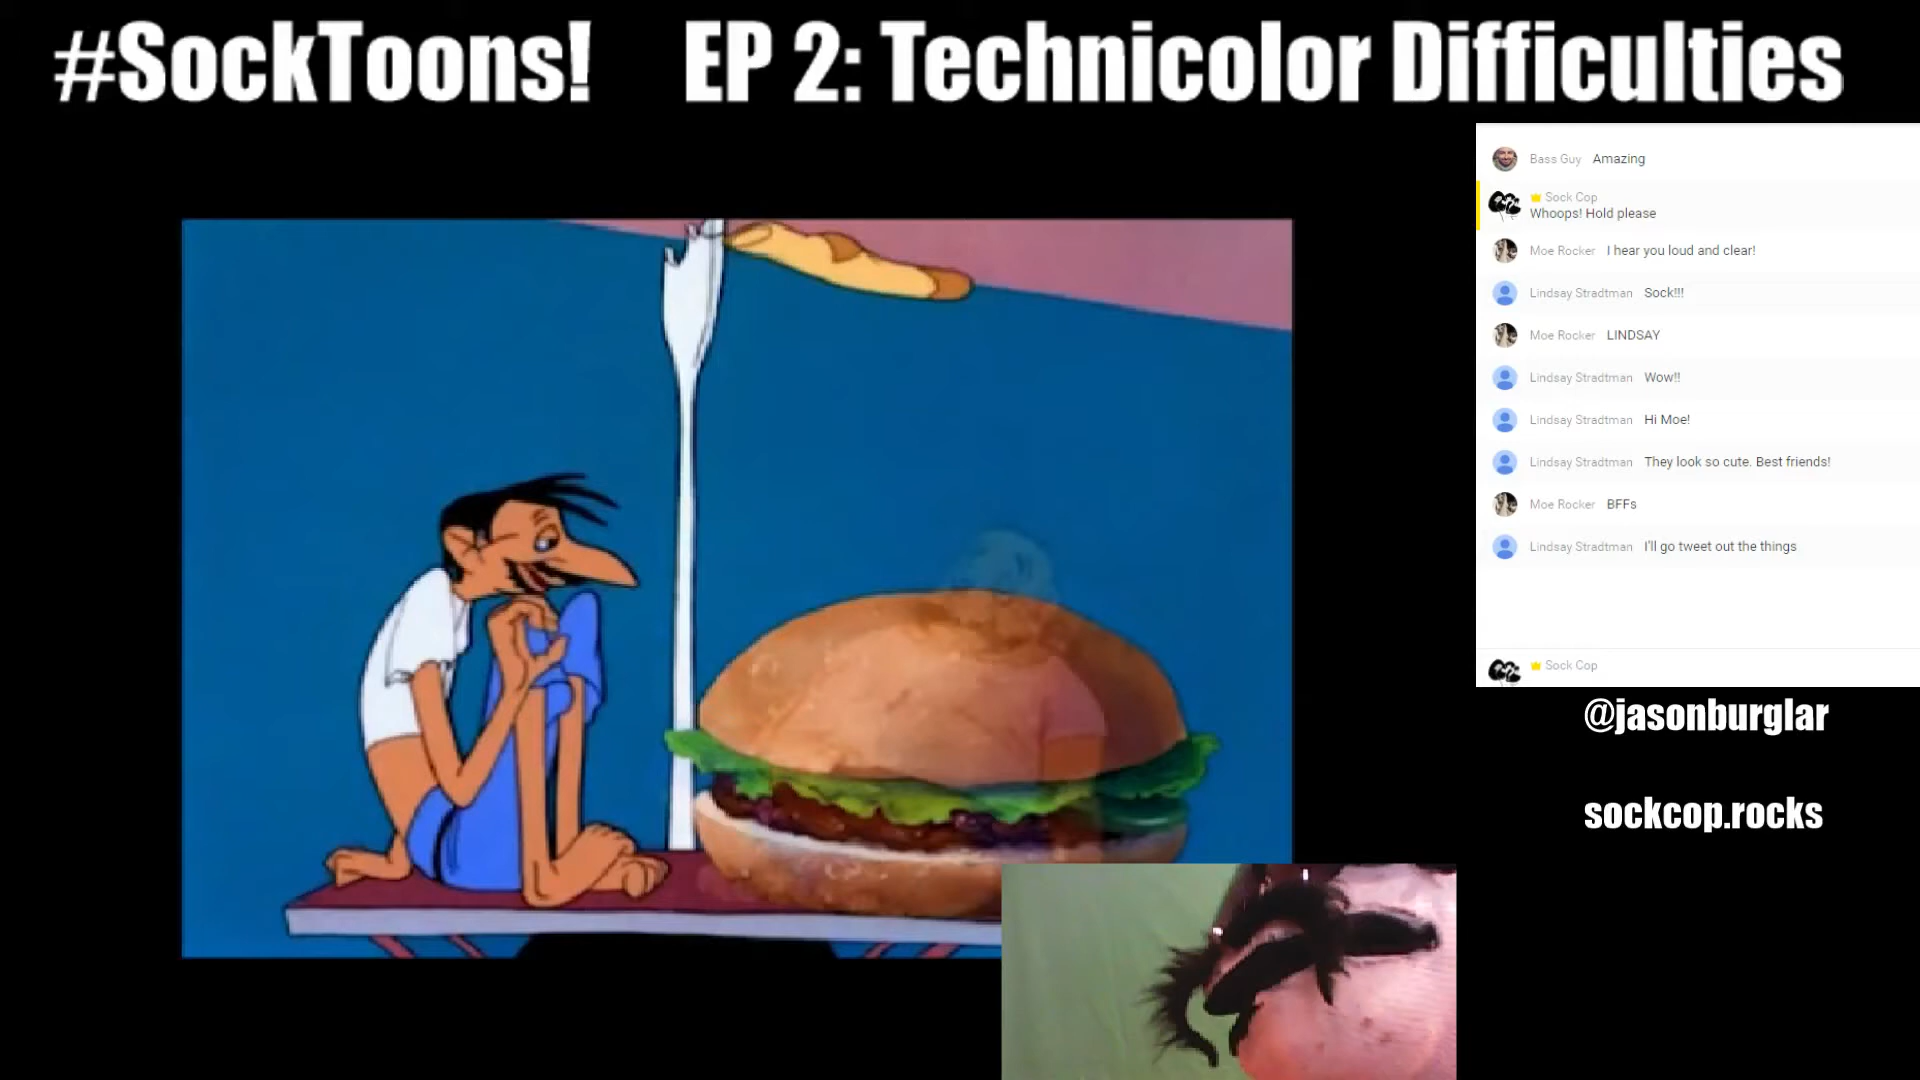 #SockToons! EP 2: Technicolor Difficulties
Bass Guy Amazing
Sock Cop
Whoops! Hold please
Moe Rocker I hear you loud and clear!
Lindsay Stradtman Sock!!!
Moe Rocker LINDSAY
Lindsay Stradtman Wow!!
Lindsay Stradtman Hi Moe!
Lindsay Stradtman They look so cute. Best friends!
Moe Rocker BFFs
Lindsay Stradtman I'll go tweet out the things
Sock Cop
@jasonburglar
sockcop.rocks